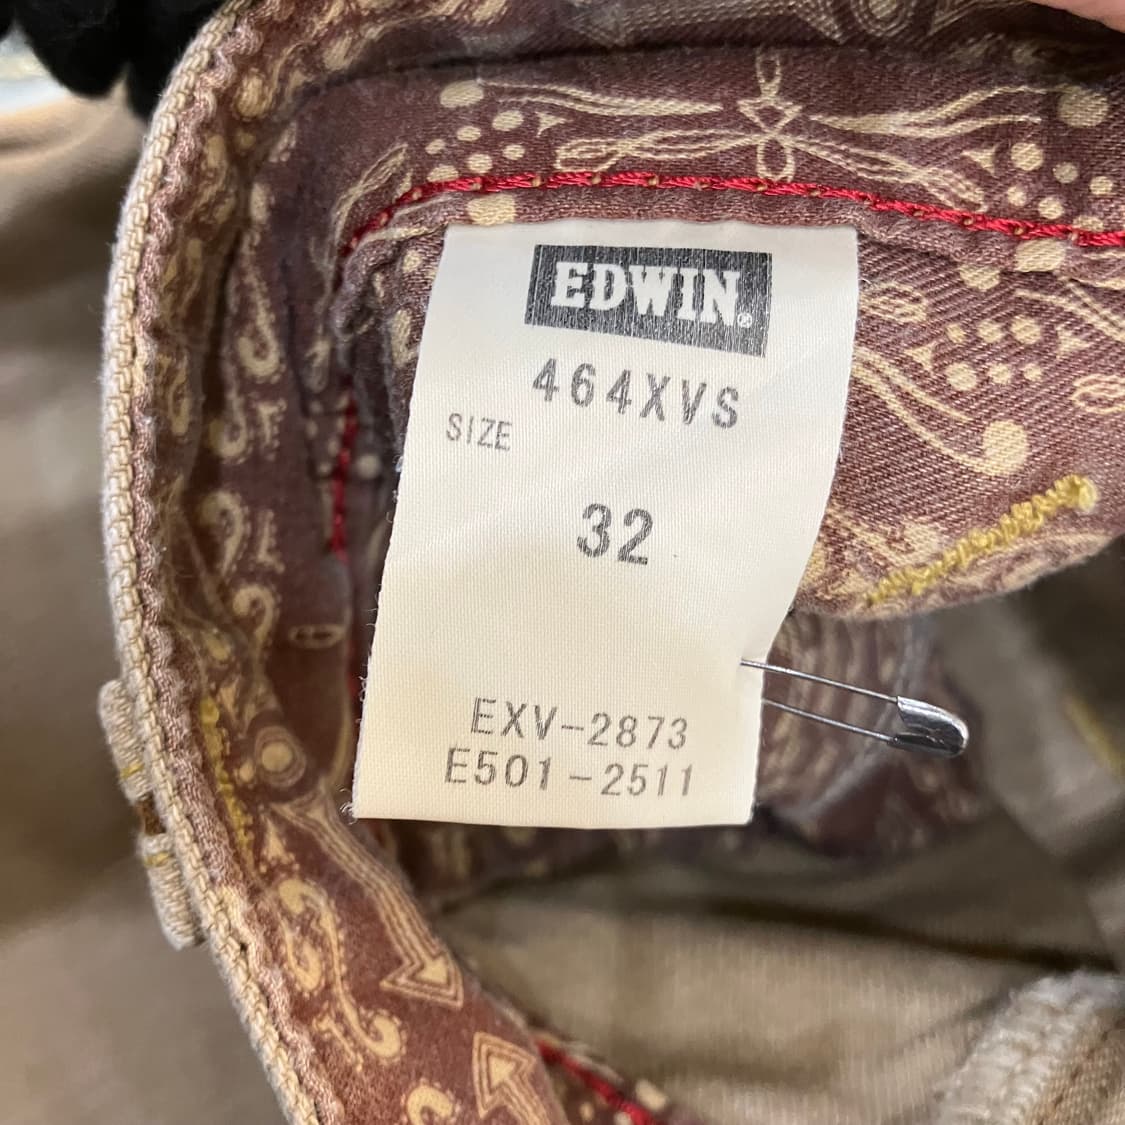 EDWIN®
464XVS
SIZE
32
EXV-2873
E501-2511